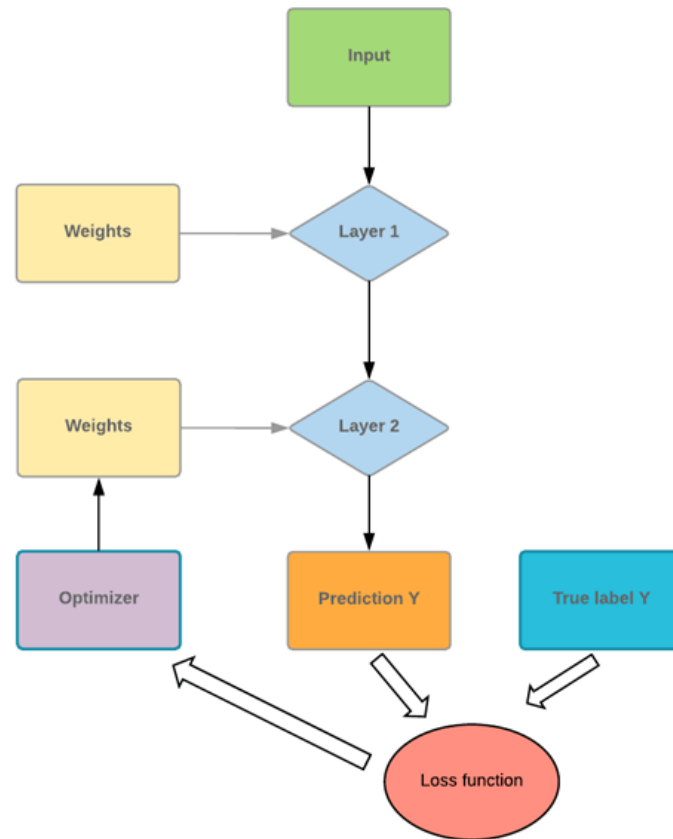 Input
Weights
Layer 1
Weights
Layer 2
Optimizer
Prediction Y
True label Y
Loss function